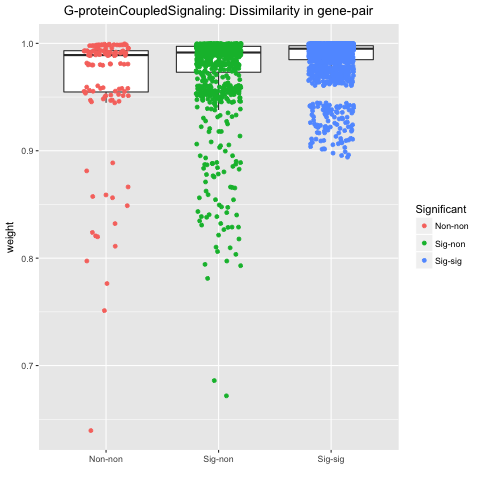 G-proteinCoupledSignaling: Dissimilarity in gene-pair
1.0
0.9
0.8
0.7
weight
Non-non
Sig-non
Sig-sig
Significant
Non-non
Sig-non
Sig-sig